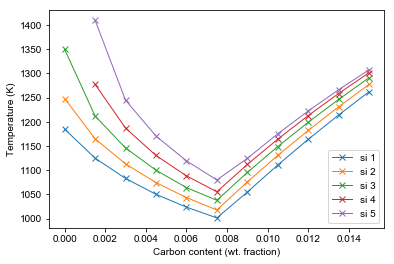 1400
1350
1300
1250
1200
1150
1100
1050
1000
Temperature (K)
0.000 0.002 0.004 0.006 0.008 0.010 0.012 0.014
Carbon content (wt. fraction)
si 1
si 2
si 3
si 4
si 5